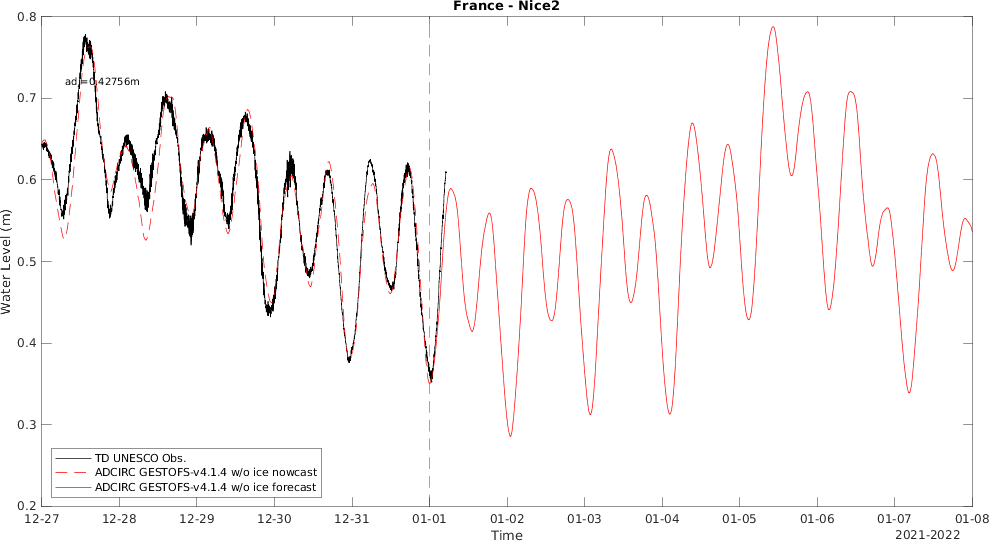 France - Nice2
Water Level (m)
0.8
0.7
0.6
0.5
0.4
0.3
0.2
adj=0.42756m
TD UNESCO Obs.
ADCIRC GESTOFS-v4.1.4 w/o ice nowcast
ADCIRC GESTOFS-v4.1.4 w/o ice forecast
12-27 12-28 12-29 12-30 12-31 01-01 01-02 01-03 01-04 01-05 01-06 01-07 01-08
Time
2021-2022